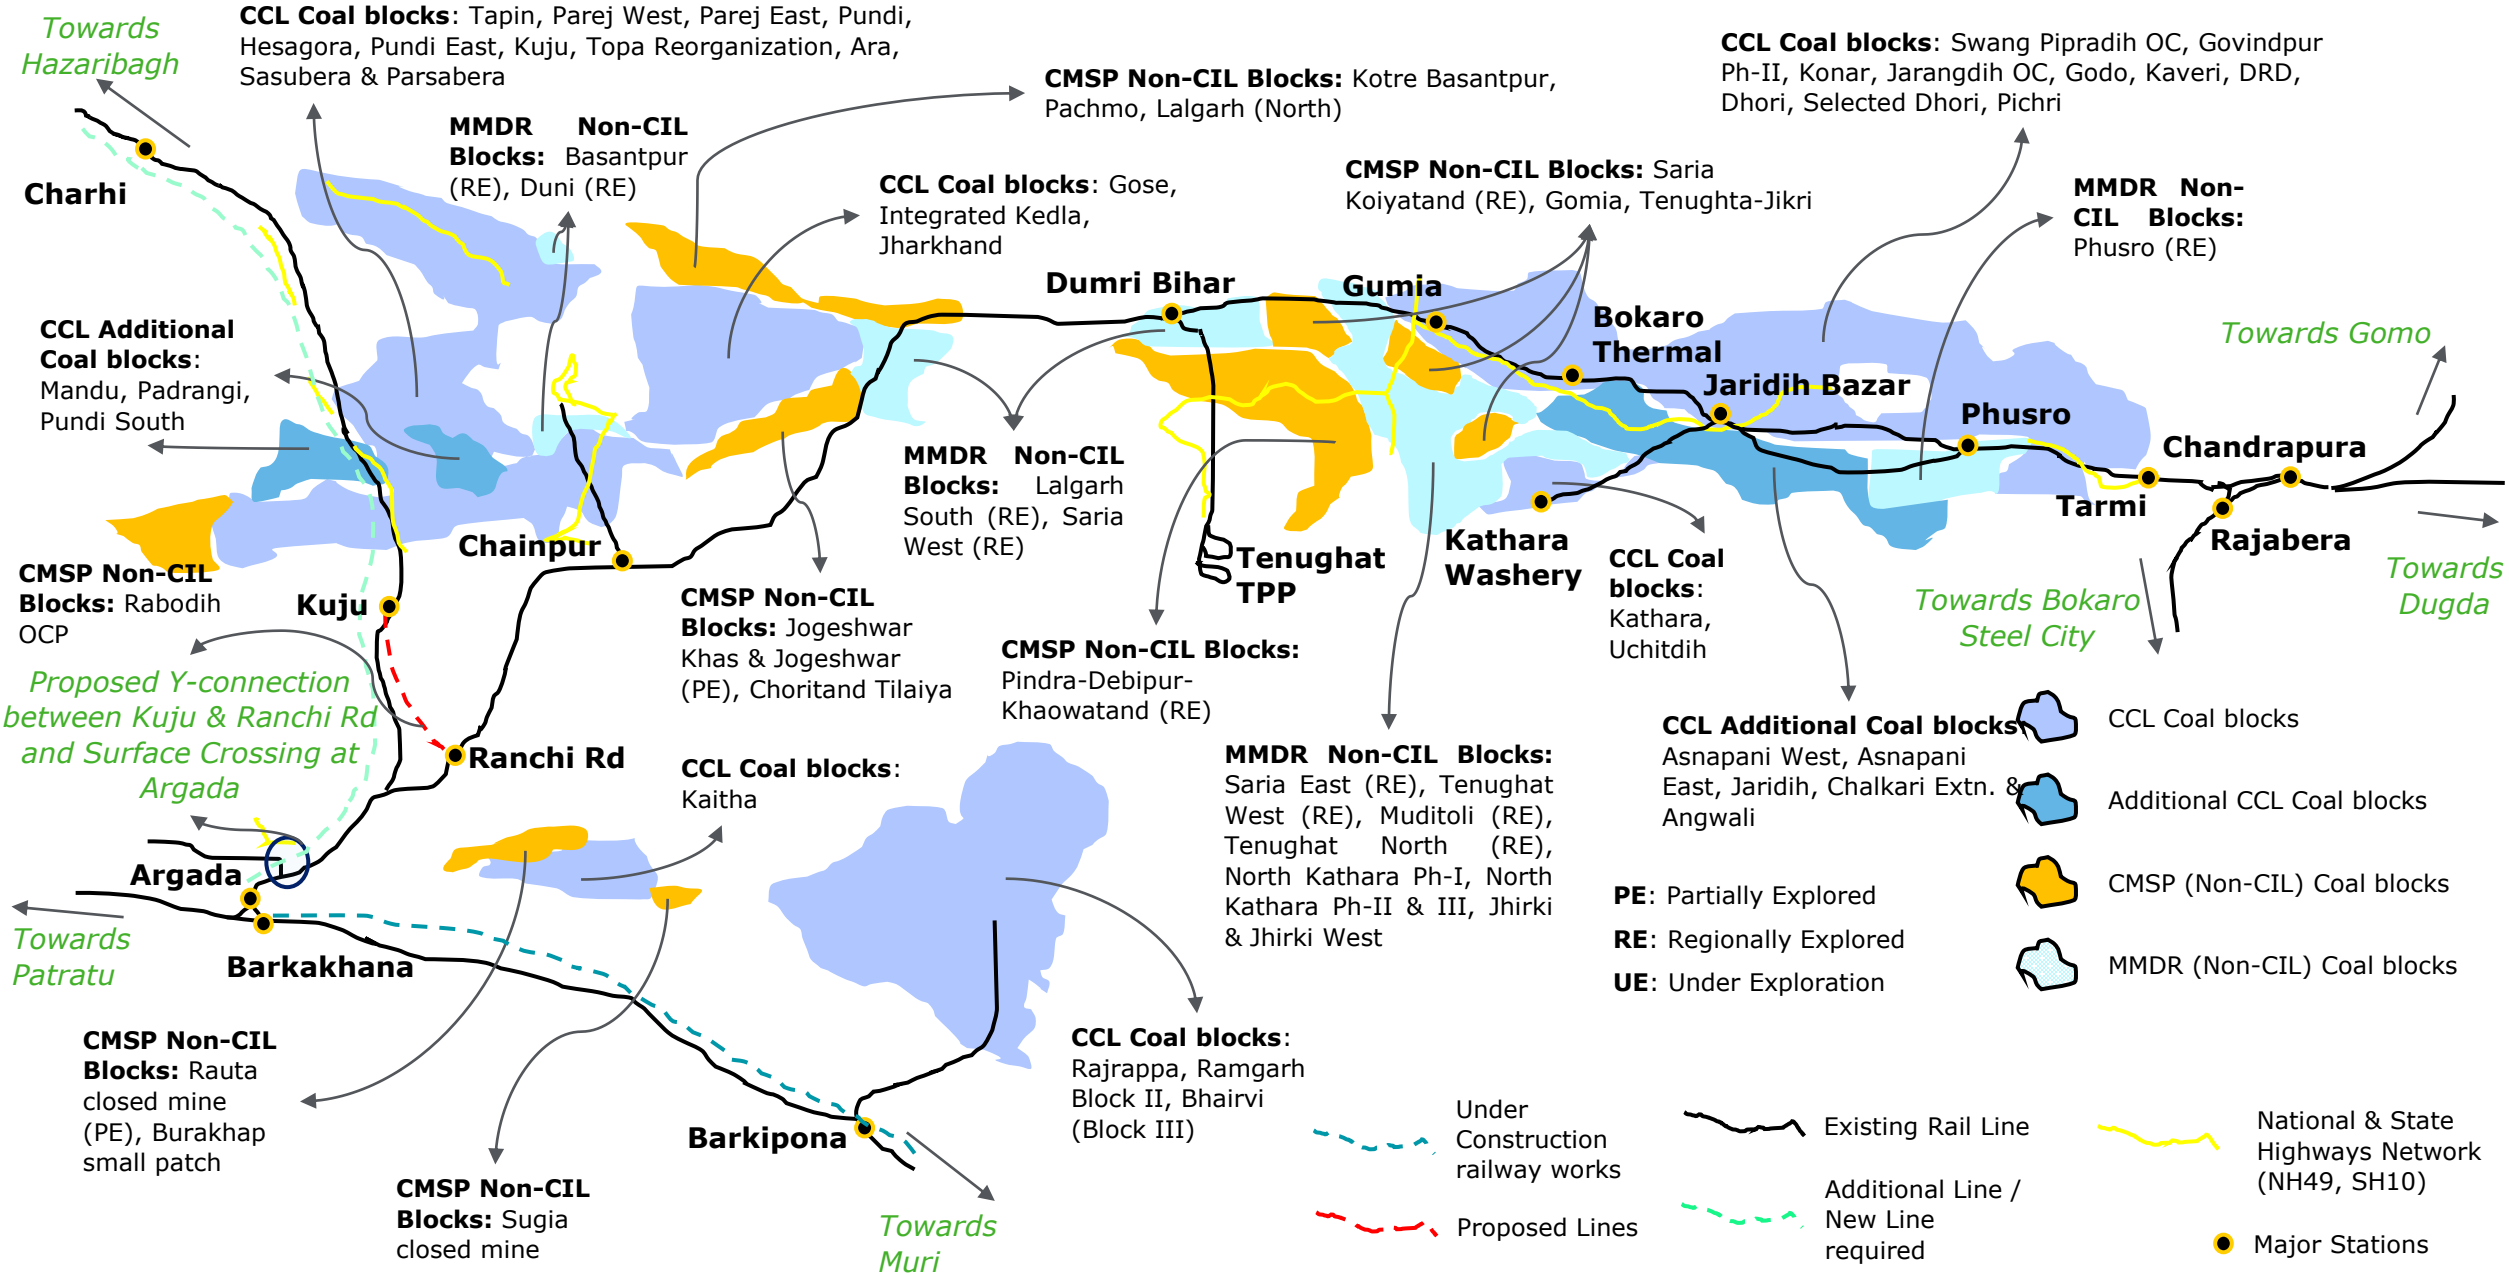 Towards
Hazaribagh
CCL Coal blocks: Tapin, Parej West, Parej East, Pundi,
Hesagora, Pundi East, Kuju, Topa Reorganization, Ara,
Sasubera & Parsabera
CMSP Non-CIL Blocks: Kotre Basantpur,
Pachmo, Lalgarh (North)
CCL Coal blocks: Swang Pipradih OC, Govindpur
Ph-II, Konar, Jarangdih OC, Godo, Kaveri, DRD,
Dhori, Selected Dhori, Pichri
MMDR Non-CIL
Blocks: Basantpur
(RE), Duni (RE)
CCL Coal blocks: Gose,
Integrated Kedla,
Jharkhand
CMSP Non-CIL Blocks: Saria
Koiyatand (RE), Gomia, Tenughta-Jikri
MMDR Non-
CIL Blocks:
Phusro (RE)
Charhi
Dumri Bihar
Gumia
Bokaro
Thermal
Jaridih Bazar
Phusro
Towards Gomo
Chandrapura
Tarmi
Rajabera
CCL Additional
Coal blocks:
Mandu, Padrangi,
Pundi South
MMDR Non-CIL
Blocks: Lalgarh
South (RE), Saria
West (RE)
Chainpur
Tenughat
TPP
Kathara
Washery
CCL Coal
blocks:
Kathara,
Uchitdih
Towards
Dugda
Towards Bokaro
Steel City
CMSP Non-CIL
Blocks: Rabodih
OCP
Kuju
CMSP Non-CIL
Blocks: Jogeshwar
Khas & Jogeshwar
(PE), Choritand Tilaiya
CMSP Non-CIL Blocks:
Pindra-Debipur-
Khaowatand (RE)
Proposed Y-connection
between Kuju & Ranchi Rd
and Surface Crossing at
Argada
Ranchi Rd
CCL Coal blocks:
Kaitha
MMDR Non-CIL Blocks:
Saria East (RE), Tenughat
West (RE), Muditoli (RE),
Tenughat North (RE),
North Kathara Ph-I, North
Kathara Ph-II & III, Jhirki
& Jhirki West
CCL Additional Coal blocks:
Asnapani West, Asnapani
East, Jaridih, Chalkari Extn. &
Angwali
PE: Partially Explored
RE: Regionally Explored
UE: Under Exploration
CCL Coal blocks
Additional CCL Coal blocks
CMSP (Non-CIL) Coal blocks
MMDR (Non-CIL) Coal blocks
Argada
Towards
Patratu
Barkakhana
CMSP Non-CIL
Blocks: Rauta
closed mine
(PE), Burakhap
small patch
CMSP Non-CIL
Blocks: Sugia
closed mine
Barkipona
Towards
Muri
CCL Coal blocks:
Rajrappa, Ramgarh
Block II, Bhairvi
(Block III)
Under
Construction
railway works
Proposed Lines
Existing Rail Line
Additional Line /
New Line
required
National & State
Highways Network
(NH49, SH10)
Major Stations